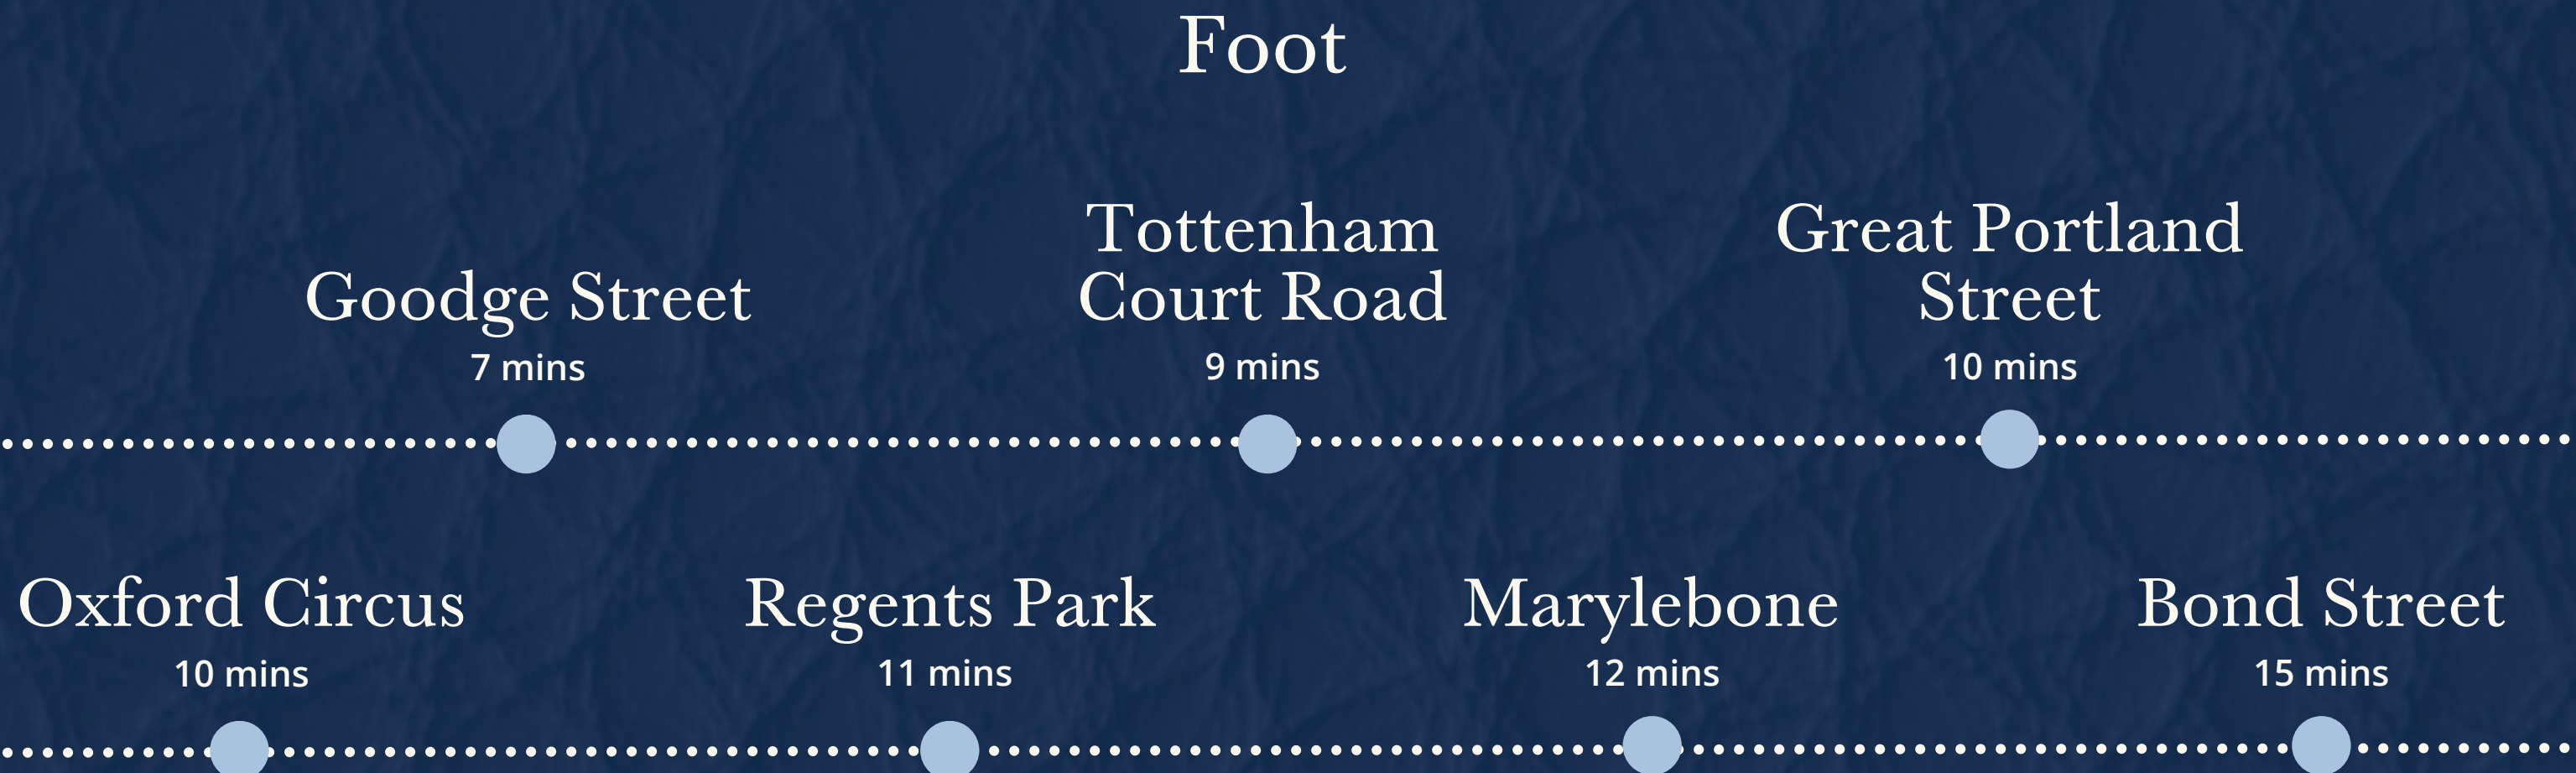 Foot
Goodge Street
7 mins
Tottenham
Court Road
9 mins
Great Portland
Street
10 mins
Oxford Circus
10 mins
Regents Park
11 mins
Marylebone
12 mins
Bond Street
15 mins